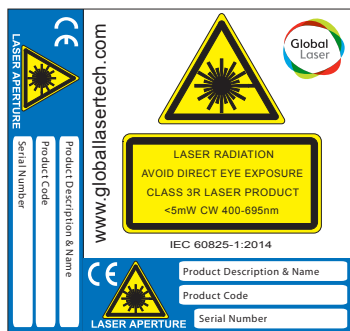 CE
LASER APERTURE
Serial Number
Product Code
Product Description & Name
www.globallasertech.com
Global
Laser
LASER RADIATION
AVOID DIRECT EYE EXPOSURE
CLASS 3R LASER PRODUCT
<5mW CW 400-695nm
IEC 60825-1:2014
CE
LASER APERTURE
Product Description & Name
Product Code
Serial Number